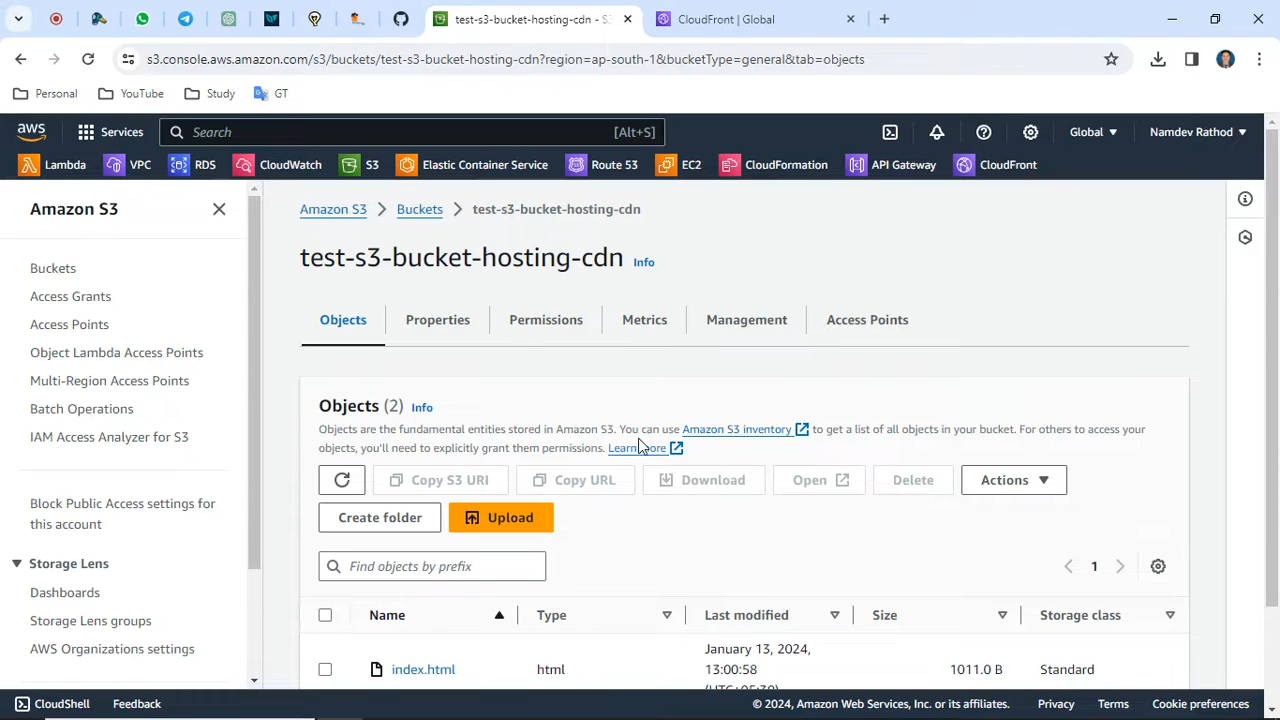 test-s3-bucket-hosting-cdn - S3
CloudFront | Global
s3.console.aws.amazon.com/s3/buckets/test-s3-bucket-hosting-cdn?region=ap-south-1&bucketType=general&tab=objects
Personal
YouTube
Study
GT
aws
Services
Search
[Alt+S]
Global
Namdev Rathod
Lambda
VPC
RDS
CloudWatch
S3
Elastic Container Service
Route 53
EC2
CloudFormation
API Gateway
CloudFront
Amazon S3
Buckets
Access Grants
Access Points
Object Lambda Access Points
Multi-Region Access Points
Batch Operations
IAM Access Analyzer for S3
Block Public Access settings for
this account
Storage Lens
Dashboards
Storage Lens groups
AWS Organizations settings
Amazon S3
Buckets
test-s3-bucket-hosting-cdn
test-s3-bucket-hosting-cdn Info
Objects
Properties
Permissions
Metrics
Management
Access Points
Objects (2) Info
Objects are the fundamental entities stored in Amazon S3. You can use Amazon S3 inventory to get a list of all objects in your bucket. For others to access your
objects, you'll need to explicitly grant them permissions. Learn more
Copy S3 URI
Copy URL
Download
Open
Delete
Actions
Create folder
Upload
Find objects by prefix
1
Name
Type
Last modified
Size
Storage class
index.html
html
January 13, 2024,
13:00:58
(UTC+05:30)
1011.0 B
Standard
CloudShell
Feedback
© 2024, Amazon Web Services, Inc. or its affiliates.
Privacy
Terms
Cookie preferences